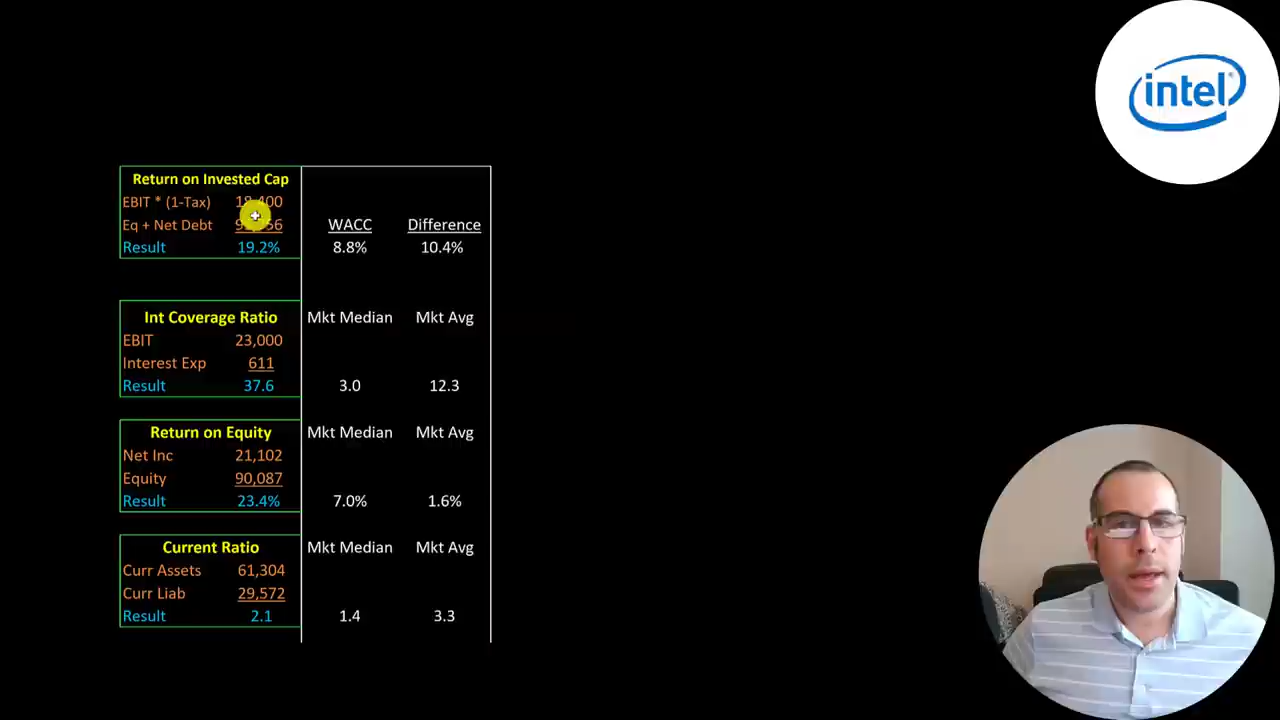 intel
Return on Invested Cap
EBIT * (1-Tax)
Eq + Net Debt WACC Difference
Result 19.2% 8.8% 10.4%
Int Coverage Ratio Mkt Median Mkt Avg
EBIT 23,000
Interest Exp 611
Result 37.6 3.0 12.3
Return on Equity Mkt Median Mkt Avg
Net Inc 21,102
Equity 90,087
Result 23.4% 7.0% 1.6%
Current Ratio Mkt Median Mkt Avg
Curr Assets 61,304
Curr Liab 29,572
Result 2.1 1.4 3.3